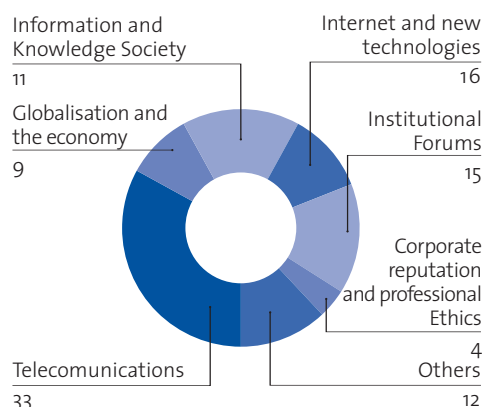 Information and
Knowledge Society
11
Internet and new
technologies
16
Globalisation and
the economy
9
Institutional
Forums
15
Corporate
reputation
and professional
Ethics
4
Telecomunications
33
Others
12